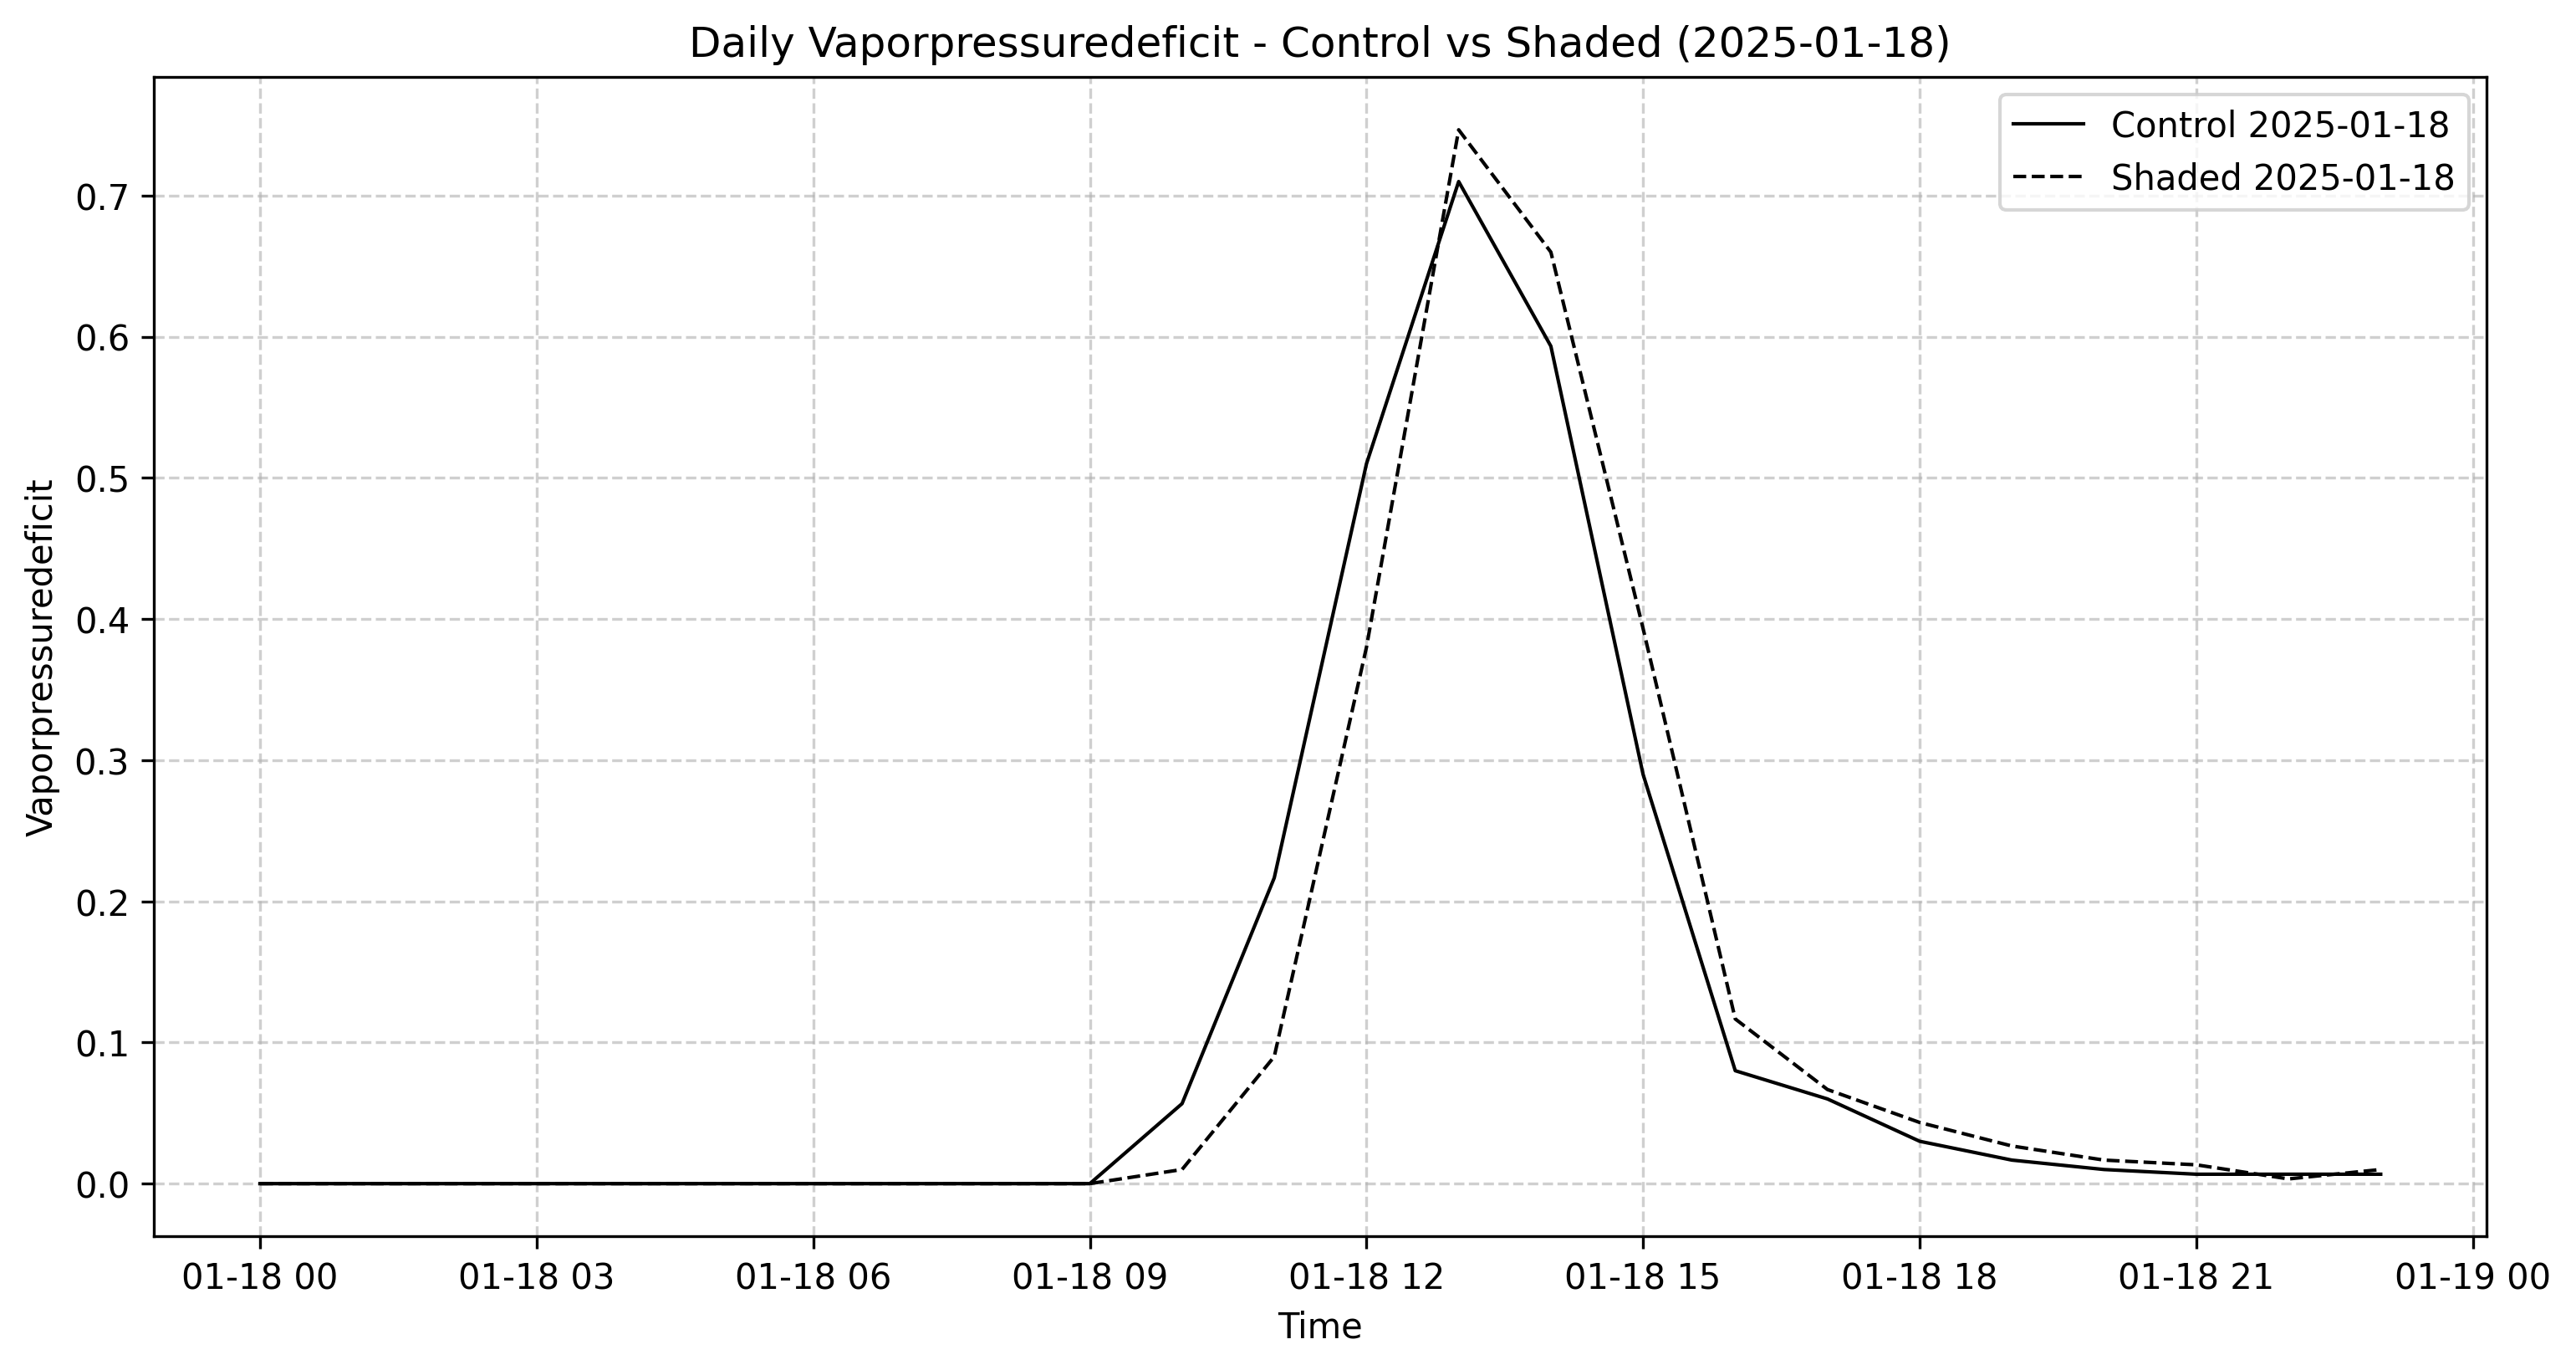 Daily Vaporpressuredeficit - Control vs Shaded (2025-01-18)
Control 2025-01-18
Shaded 2025-01-18
Vaporpressuredeficit
0.7
0.6
0.5
0.4
0.3
0.2
0.1
0.0
01-18 00 01-18 03 01-18 06 01-18 09 01-18 12 01-18 15 01-18 18 01-18 21 01-19 00
Time